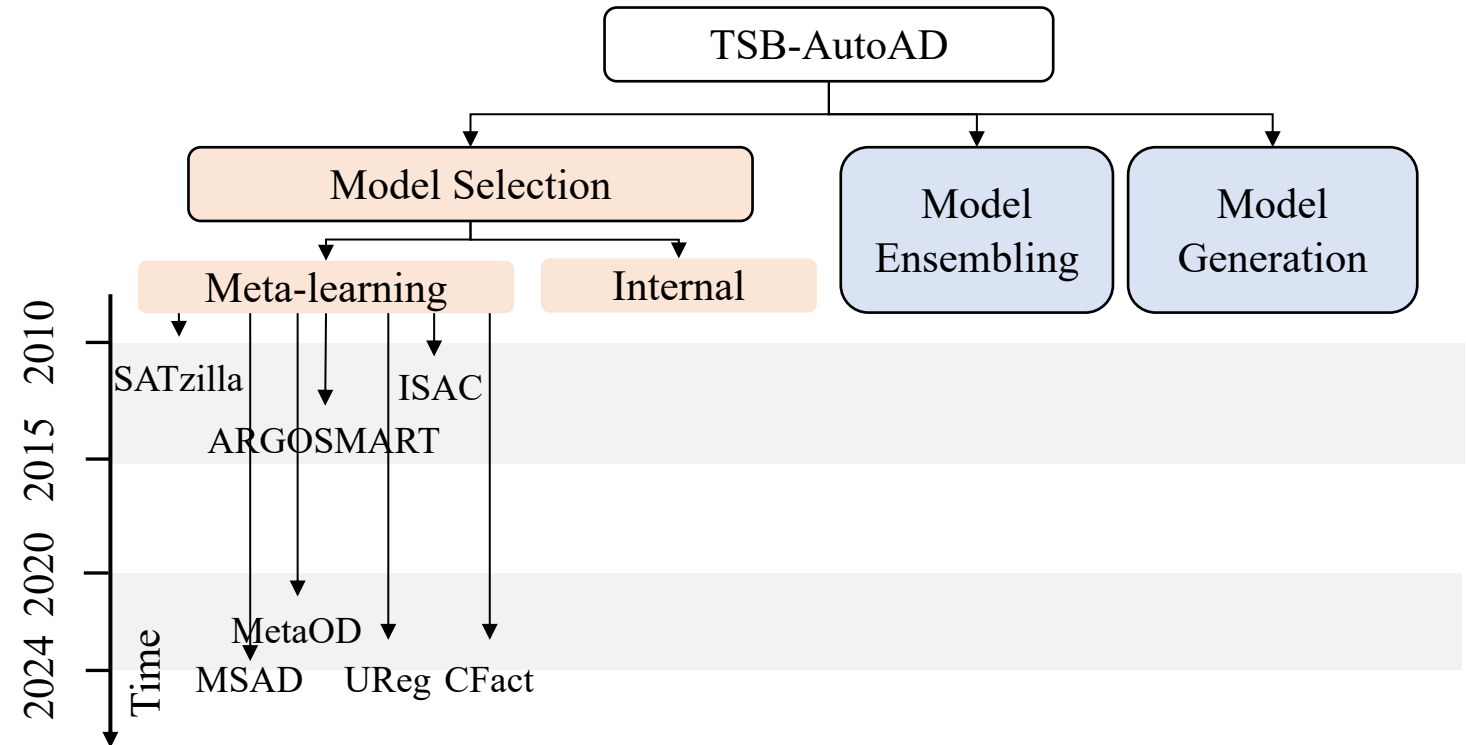 TSB-AutoAD
Model Selection
Model
Ensembling
Model
Generation
Meta-learning
Internal
2010
SATzilla
ISAC
ARGOSMART
2015
2020
MetaOD
2024
Time
MSAD
UReg
CFact